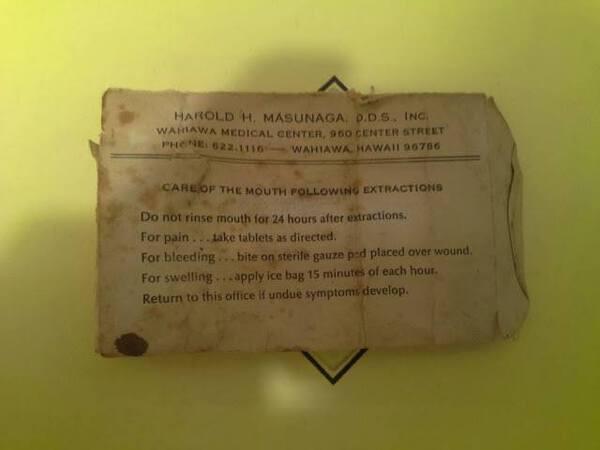 HAROLD H. MASUNAGA, D.D.S., INC.
WAHIAWA MEDICAL CENTER, 960 CENTER STREET
PHONE: 622-1116 — WAHIAWA, HAWAII 96786
CARE OF THE MOUTH FOLLOWING EXTRACTIONS
Do not rinse mouth for 24 hours after extractions.
For pain . . . take tablets as directed.
For bleeding . . . bite on sterile gauze pad placed over wound.
For swelling . . . apply ice bag 15 minutes of each hour.
Return to this office if undue symptoms develop.